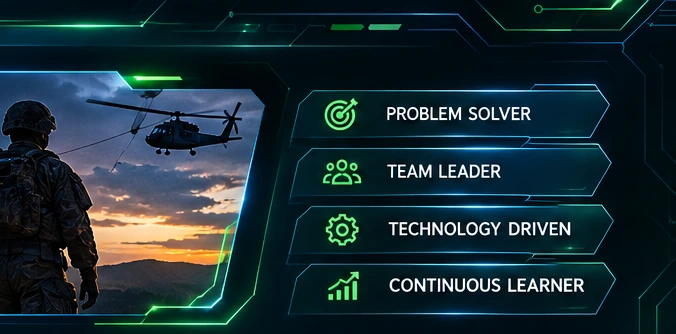 PROBLEM SOLVER
TEAM LEADER
TECHNOLOGY DRIVEN
CONTINUOUS LEARNER